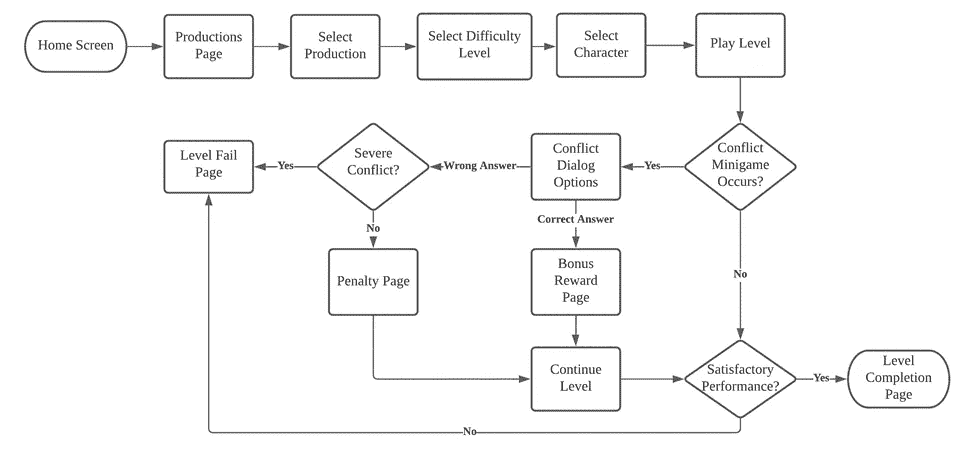 Home Screen
Productions
Page
Select
Production
Select Difficulty
Level
Select
Character
Play Level
Level Fail
Page
Yes
Severe
Conflict?
Wrong Answer
Conflict
Dialog
Options
Yes
Conflict
Minigame
Occurs?
No
Correct Answer
No
Penalty Page
Bonus
Reward
Page
Continue
Level
Satisfactory
Performance?
Yes
Level
Completion
Page
No